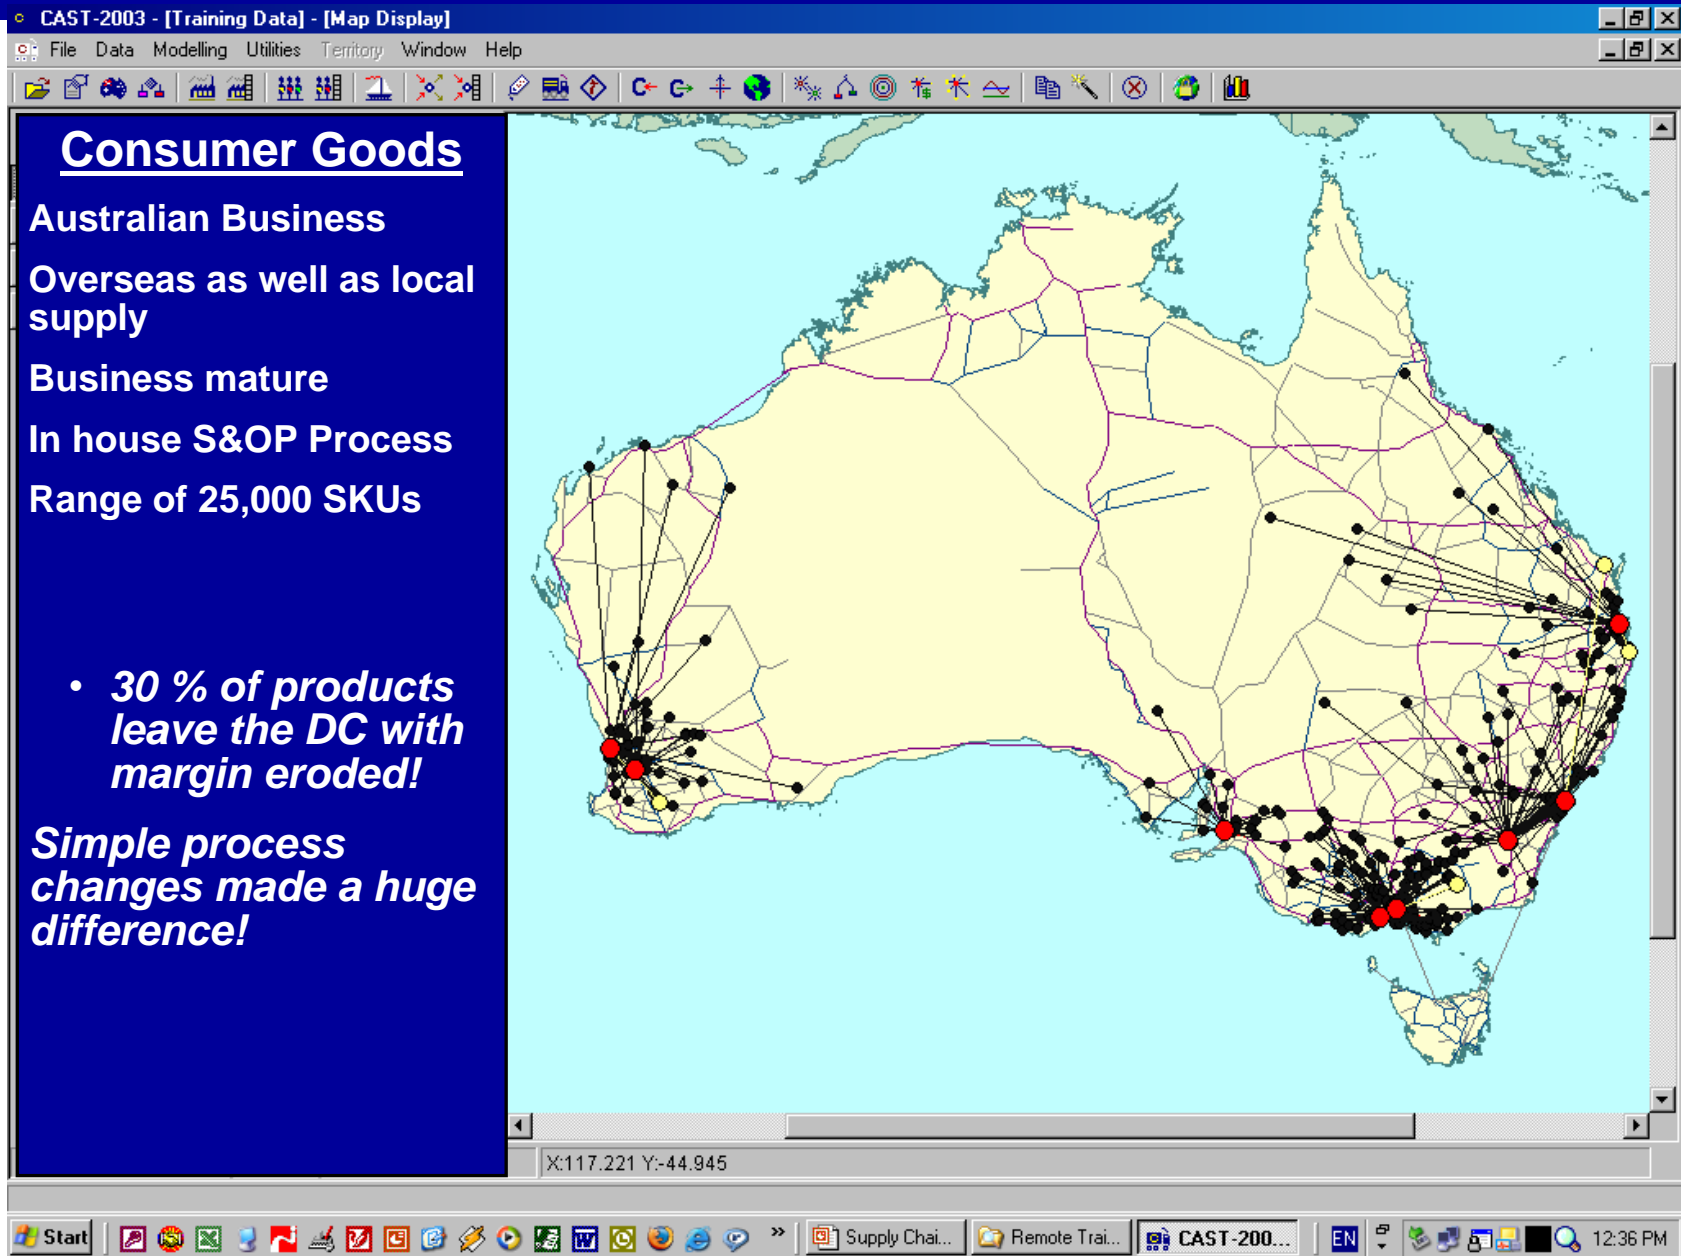 CAST-2003 - [Training Data] - [Map Display]
File Data Modelling Utilities Territory Window Help
Consumer Goods
Australian Business
Overseas as well as local
supply
Business mature
In house S&OP Process
Range of 25,000 SKUs
• 30 % of products
leave the DC with
margin eroded!
Simple process
changes made a huge
difference!
X:117.221 Y:-44.945
Start Supply Chai... Remote Trai... CAST-200... EN 12:36 PM